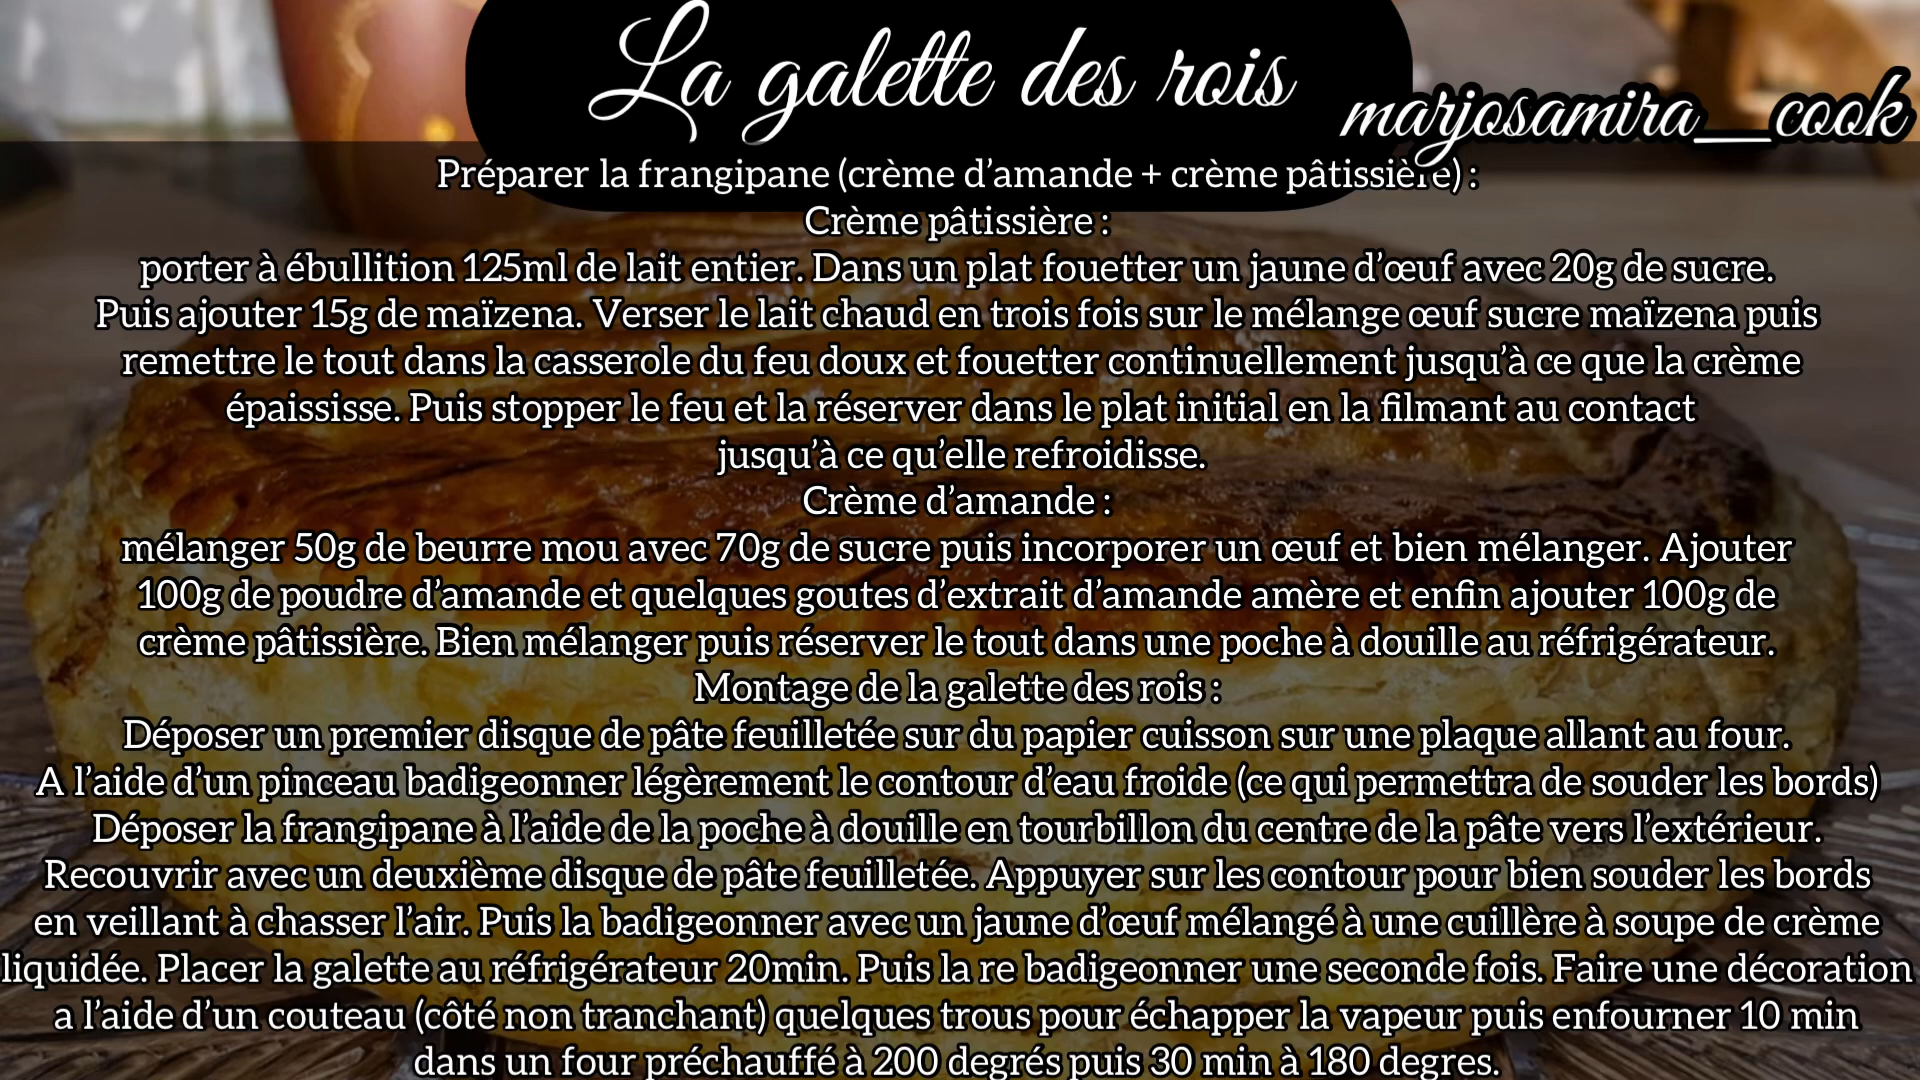 La galette des rois
marjosamira__cook
Préparer la frangipane (crème d’amande + crème pâtissière) :
Crème pâtissière :
porter à ébullition 125ml de lait entier. Dans un plat fouetter un jaune d’œuf avec 20g de sucre.
Puis ajouter 15g de maïzena. Verser le lait chaud en trois fois sur le mélange œuf sucre maïzena puis
remettre le tout dans la casserole du feu doux et fouetter continuellement jusqu’à ce que la crème
épaississe. Puis stopper le feu et la réserver dans le plat initial en la filmant au contact
jusqu’à ce qu’elle refroidisse.
Crème d’amande :
mélanger 50g de beurre mou avec 70g de sucre puis incorporer un œuf et bien mélanger. Ajouter
100g de poudre d’amande et quelques goutes d’extrait d’amande amère et enfin ajouter 100g de
crème pâtissière. Bien mélanger puis réserver le tout dans une poche à douille au réfrigérateur.
Montage de la galette des rois :
Déposer un premier disque de pâte feuilletée sur du papier cuisson sur une plaque allant au four.
A l’aide d’un pinceau badigeonner légèrement le contour d’eau froide (ce qui permettra de souder les bords)
Déposer la frangipane à l’aide de la poche à douille en tourbillon du centre de la pâte vers l’extérieur.
Recouvrir avec un deuxième disque de pâte feuilletée. Appuyer sur les contour pour bien souder les bords
en veillant à chasser l’air. Puis la badigeonner avec un jaune d’œuf mélangé à une cuillère à soupe de crème
liquidée. Placer la galette au réfrigérateur 20min. Puis la re badigeonner une seconde fois. Faire une décoration
a l’aide d’un couteau (côté non tranchant) quelques trous pour échapper la vapeur puis enfourner 10 min
dans un four préchauffé à 200 degrés puis 30 min à 180 degres.